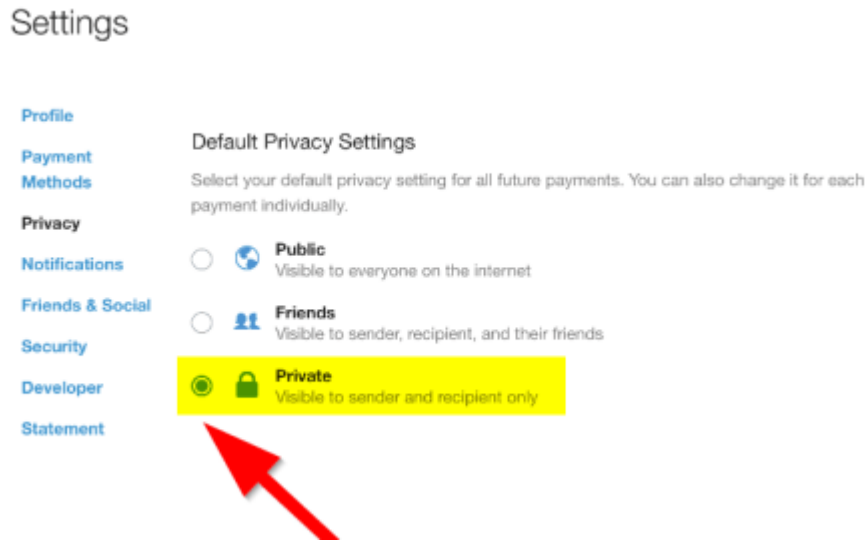 Settings
Profile
Payment
Methods
Privacy
Notifications
Friends & Social
Security
Developer
Statement
Default Privacy Settings
Select your default privacy setting for all future payments. You can also change it for each
payment individually.
Public
Visible to everyone on the internet
Friends
Visible to sender, recipient, and their friends
Private
Visible to sender and recipient only